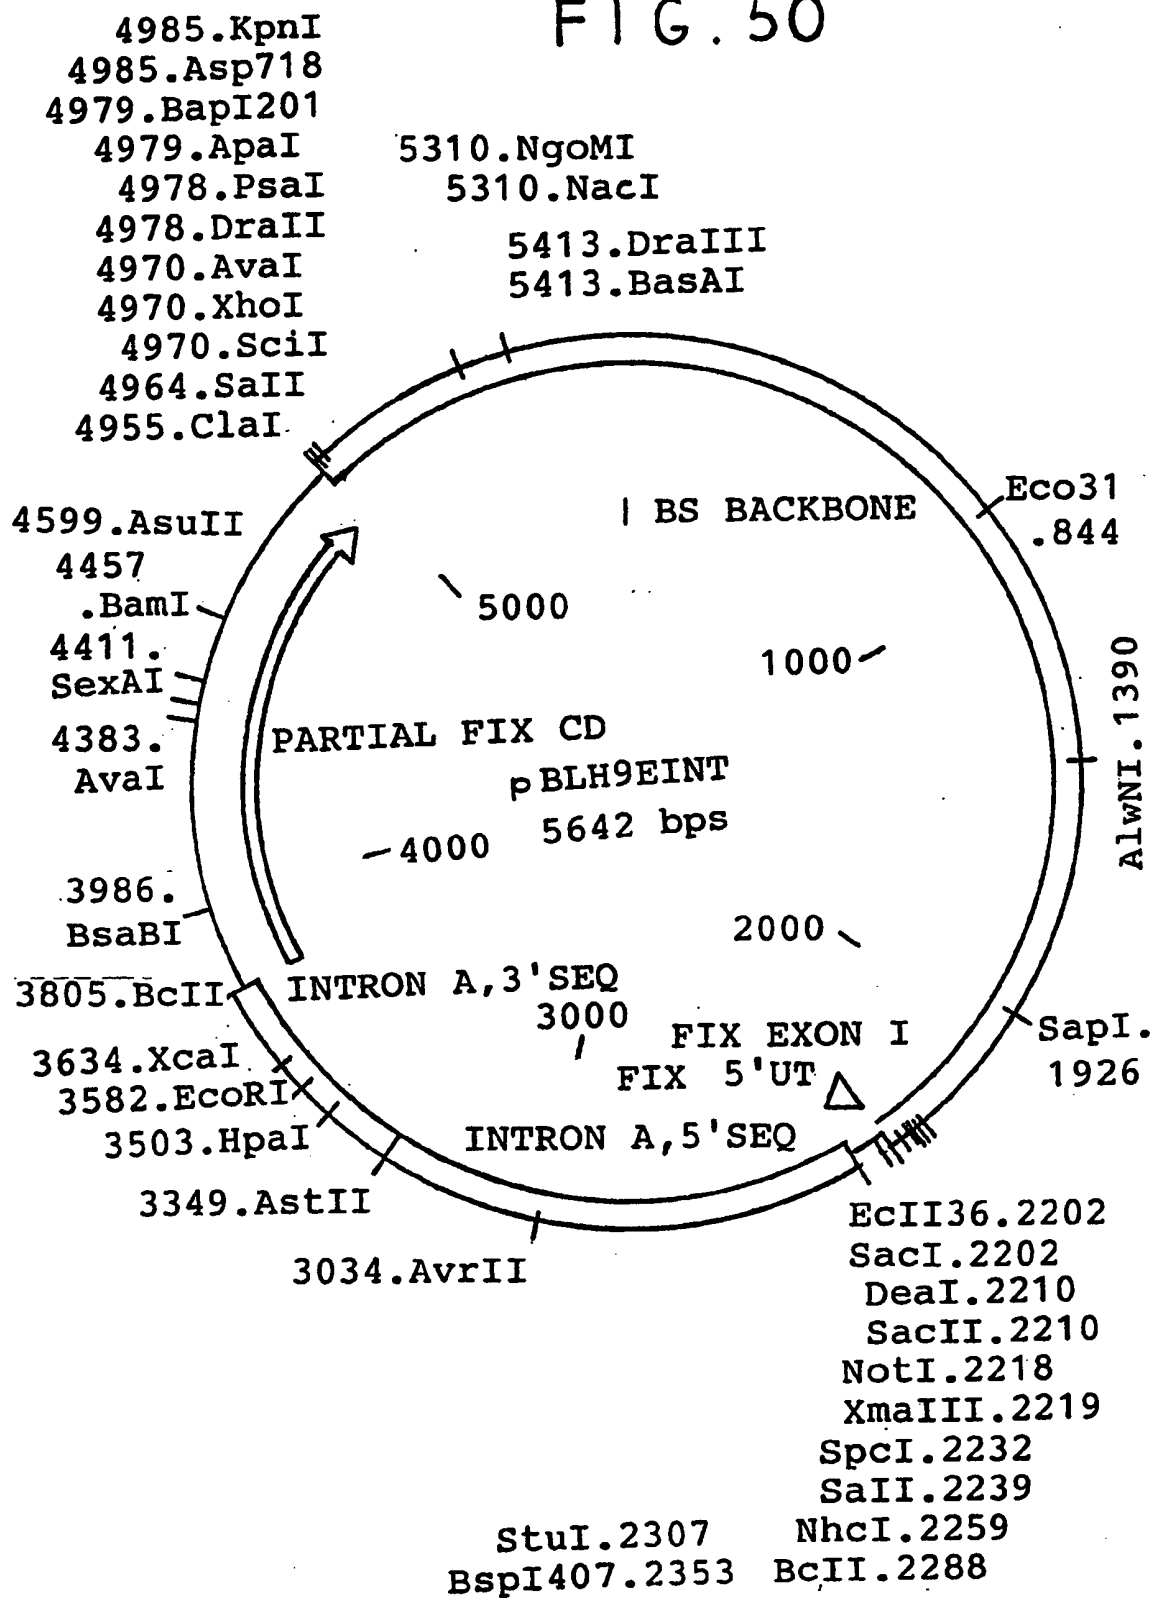 FIG. 50
4985.KpnI
4985.Asp718
4979.BapI201
4979.ApaI
4978.PsaI
4978.DraII
4970.AvaI
4970.XhoI
4970.SciI
4964.SaII
4955.ClaI
5310.NgoMI
5310.NacI
5413.DraIII
5413.BasAI
Eco31
.844
BS BACKBONE
4599.AsuII
4457
.BamI
4411.
SexAI
4383.
AvaI
5000
1000
AlwNI.1390
PARTIAL FIX CD
pBLH9EINT
5642 bps
4000
3986.
BsaBI
2000
3805.BcII
INTRON A,3'SEQ
3000
FIX EXON I
FIX 5'UT
SapI.
1926
3634.XcaI
3582.EcoRI
3503.HpaI
INTRON A,5'SEQ
3349.AstII
3034.AvrII
EcII36.2202
SacI.2202
DeaI.2210
SacII.2210
NotI.2218
XmaIII.2219
SpcI.2232
SaII.2239
StuI.2307
NhcI.2259
BspI407.2353
BcII.2288